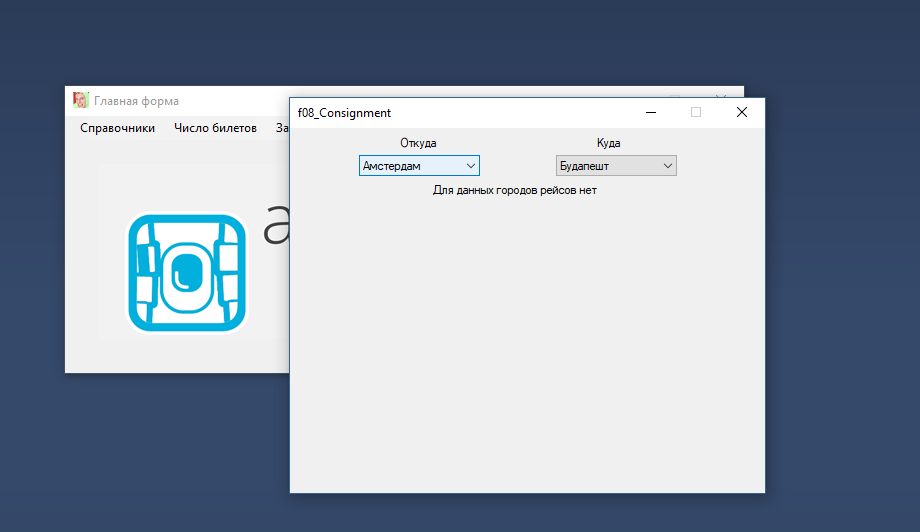 Главная форма
f08_Consignment
Справочники Число билетов За
Откуда Куда
Амстердам Будапешт
Для данных городов рейсов нет
a